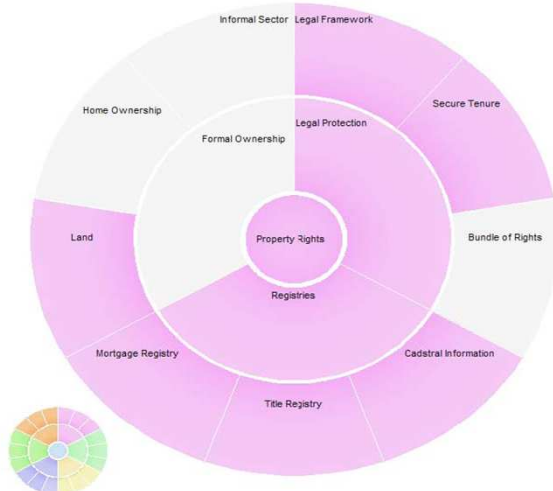 Informal Sector
Legal Framework
Home Ownership
Secure Tenure
Formal Ownership
Legal Protection
Land
Property Rights
Bundle of Rights
Registries
Mortgage Registry
Cadstral Information
Title Registry